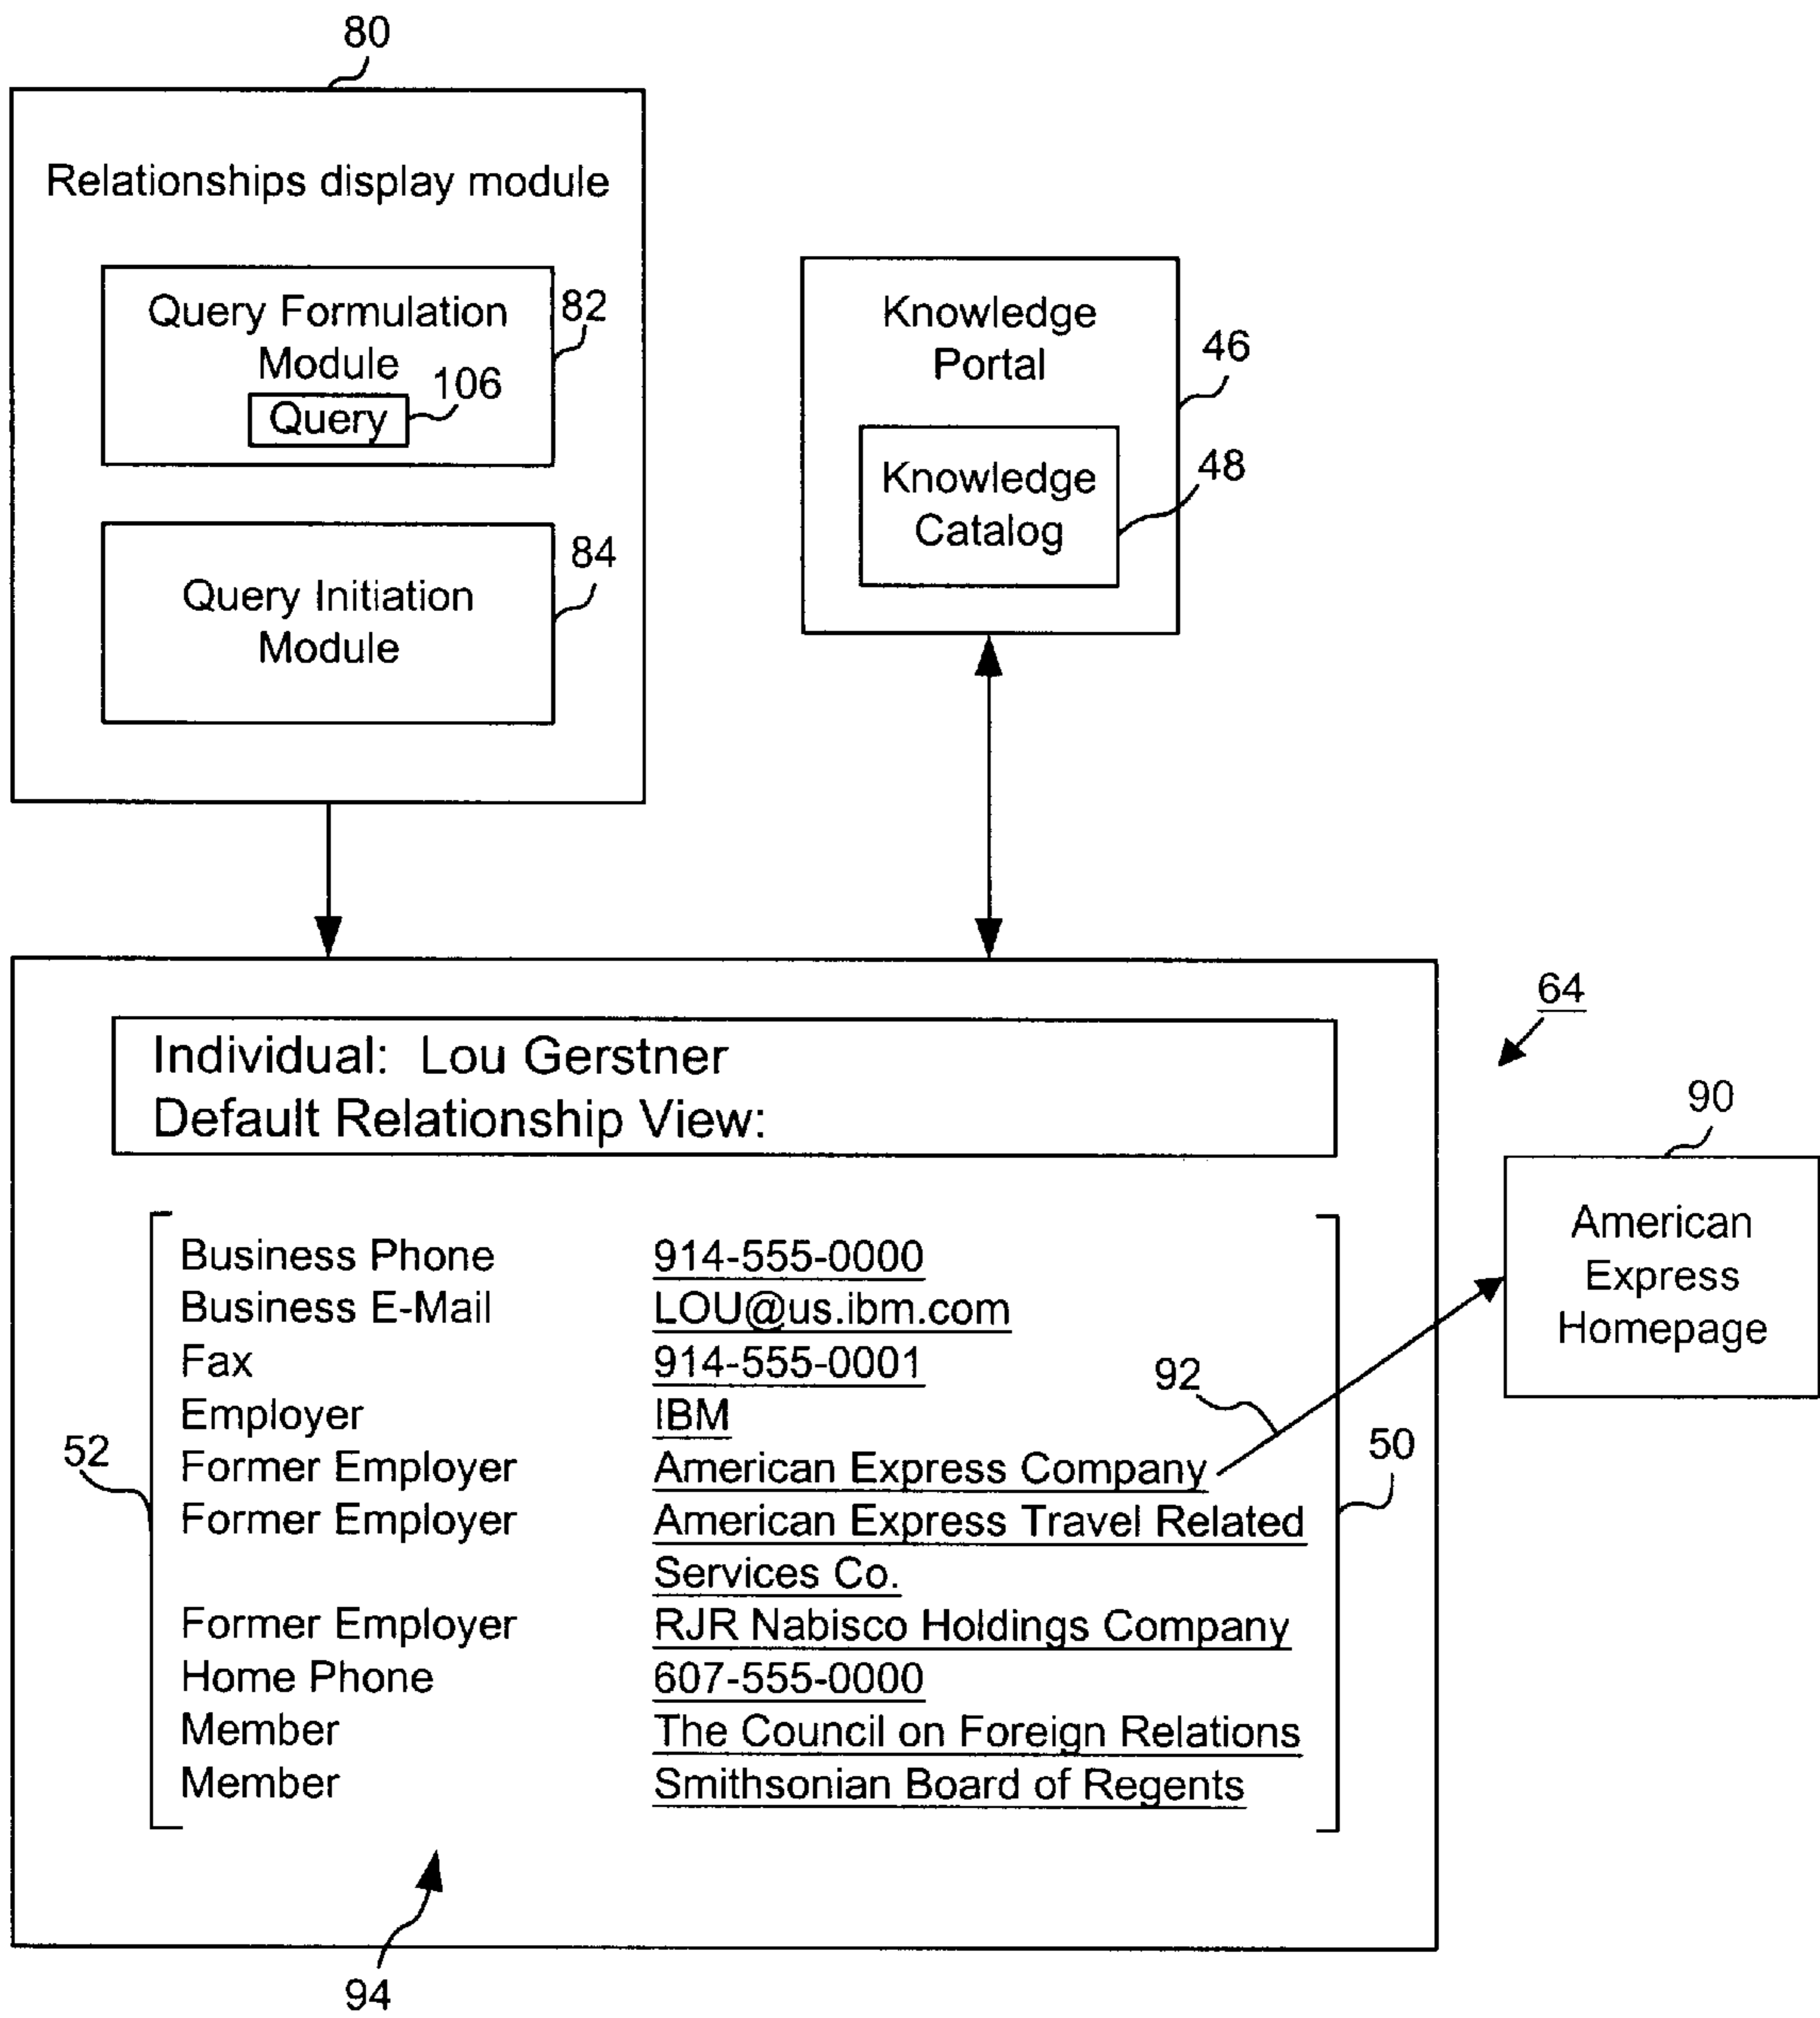 80
Relationships display module
Query Formulation
Module
82
Query
106
Query Initiation
Module
84
Knowledge
Portal
46
Knowledge
Catalog
48
64
Individual: Lou Gerstner
Default Relationship View:
90
American
Express
Homepage
Business Phone 914-555-0000
Business E-Mail LOU@us.ibm.com
Fax 914-555-0001
92
Employer IBM
52
50
Former Employer American Express Company
Former Employer American Express Travel Related
Services Co.
Former Employer RJR Nabisco Holdings Company
Home Phone 607-555-0000
Member The Council on Foreign Relations
Member Smithsonian Board of Regents
94